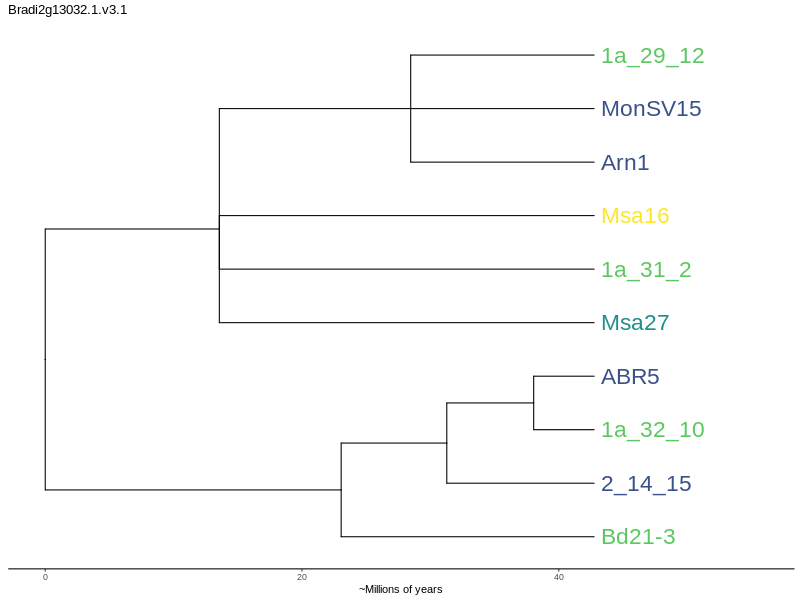 Bradi2g13032.1.v3.1
1a_29_12
MonSV15
Arn1
Msa16
1a_31_2
Msa27
ABR5
1a_32_10
2_14_15
Bd21-3
0 20 40
~Millions of years